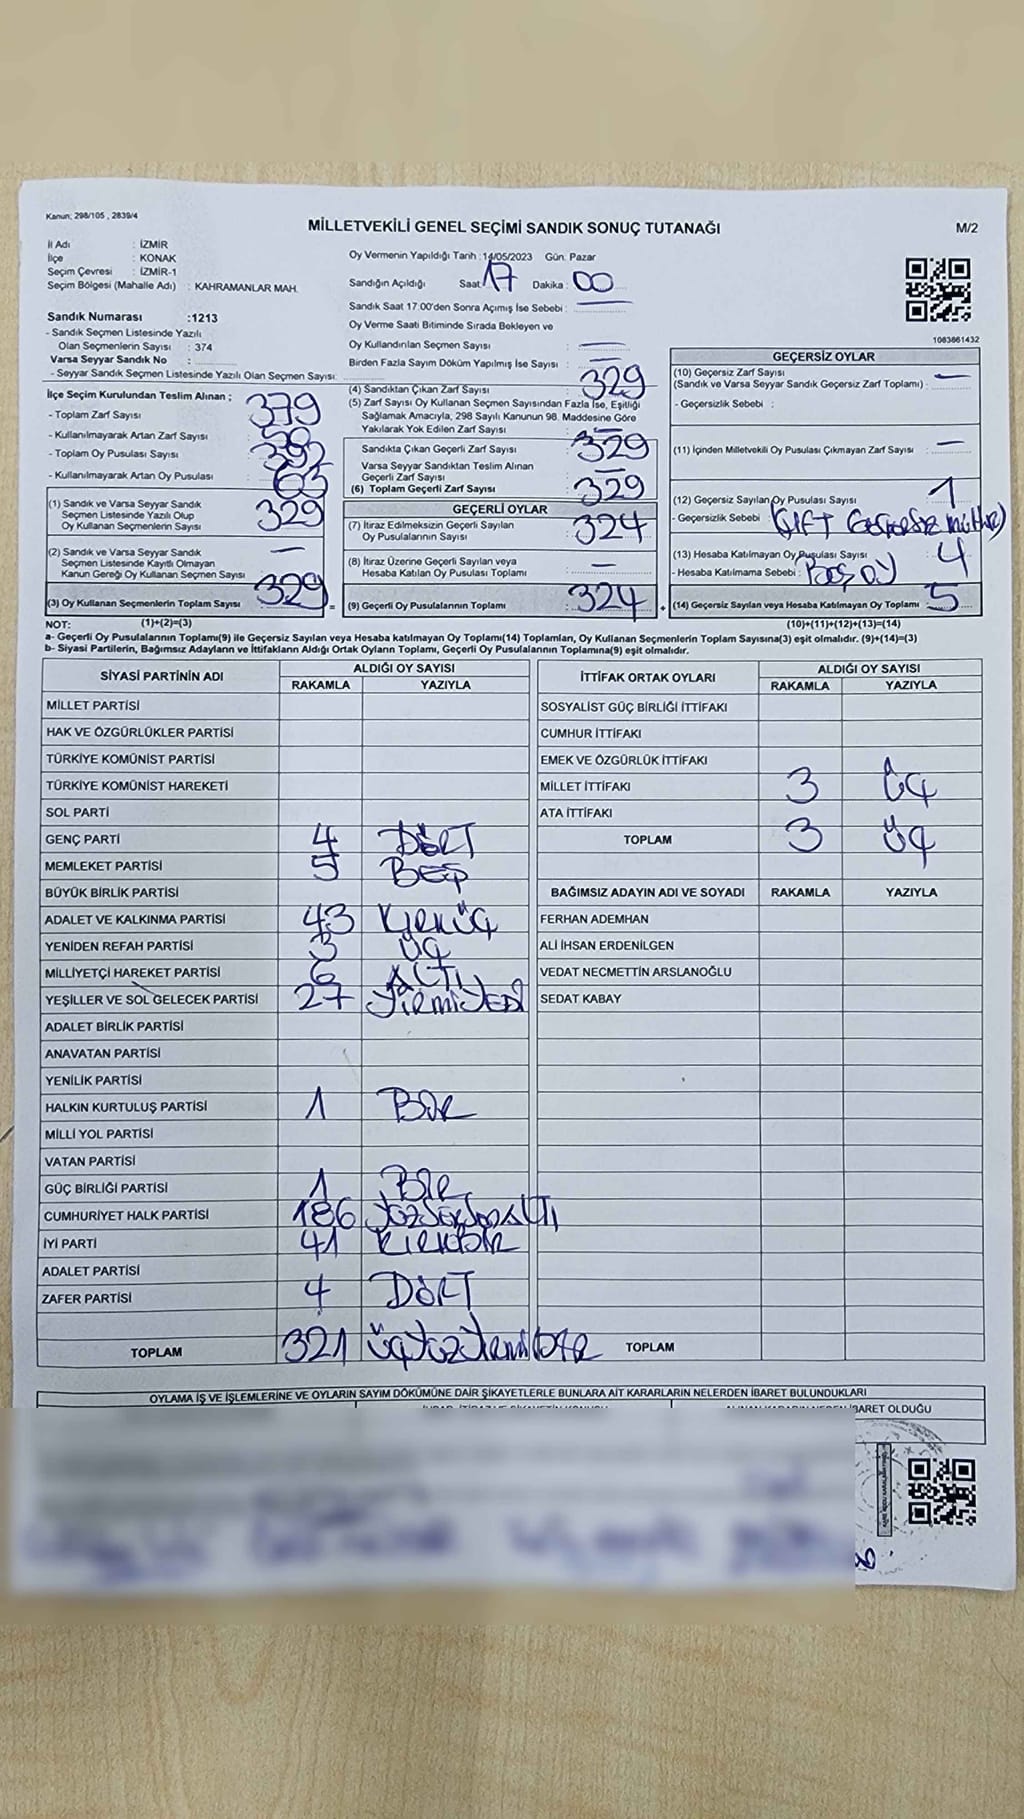 Kanun; 298/105 , 2839/4
MİLLETVEKİLİ GENEL SEÇİMİ SANDIK SONUÇ TUTANAĞI
M/2
İl Adı : İZMİR
İlçe : KONAK
Seçim Çevresi : İZMİR-1
Seçim Bölgesi (Mahalle Adı) : KAHRAMANLAR MAH.
Sandık Numarası :1213
- Sandık Seçmen Listesinde Yazılı
Olan Seçmenlerin Sayısı : 374
Varsa Seyyar Sandık No :
- Seyyar Sandık Seçmen Listesinde Yazılı Olan Seçmen Sayısı:
Oy Vermenin Yapıldığı Tarih :14/05/2023 Gün. Pazar
Sandığın Açıldığı Saat: 17 Dakika : 00
Sandık Saat 17.00'den Sonra Açımış İse Sebebi : —
Oy Verme Saati Bitiminde Sırada Bekleyen ve
Oy Kullandırılan Seçmen Sayısı : —
Birden Fazla Sayım Döküm Yapılmış İse Sayısı : —
1083861432
İlçe Seçim Kurulundan Teslim Alınan ;
- Toplam Zarf Sayısı : 379
- Kullanılmayarak Artan Zarf Sayısı : 50
- Toplam Oy Pusulası Sayısı : 392
- Kullanılmayarak Artan Oy Pusulası : 63
(1) Sandık ve Varsa Seyyar Sandık
Seçmen Listesinde Yazılı Olup
Oy Kullanan Seçmenlerin Sayısı : 329
(2) Sandık ve Varsa Seyyar Sandık
Seçmen Listesinde Kayıtlı Olmayan
Kanun Gereği Oy Kullanan Seçmen Sayısı : —
(3) Oy Kullanan Seçmenlerin Toplam Sayısı : 329 =
(4) Sandıktan Çıkan Zarf Sayısı : 329
(5) Zarf Sayısı Oy Kullanan Seçmen Sayısından Fazla İse, Eşitliği
Sağlamak Amacıyla, 298 Sayılı Kanunun 98. Maddesine Göre
Yakılarak Yok Edilen Zarf Sayısı : —
Sandıkta Çıkan Geçerli Zarf Sayısı : 329
Varsa Seyyar Sandıktan Teslim Alınan
Geçerli Zarf Sayısı : —
(6) Toplam Geçerli Zarf Sayısı : 329
GEÇERLİ OYLAR
(7) İtiraz Edilmeksizin Geçerli Sayılan
Oy Pusulasının Sayısı : 324
(8) İtiraz Üzerine Geçerli Sayılan veya
Hesaba Katılan Oy Pusulası Toplamı : —
(9) Geçerli Oy Pusulalarının Toplamı : 324 +
GEÇERSİZ OYLAR
(10) Geçersiz Zarf Sayısı
(Sandık ve Varsa Seyyar Sandık Geçersiz Zarf Toplamı) : —
- Geçersizlik Sebebi :
(11) İçinden Milletvekili Oy Pusulası Çıkmayan Zarf Sayısı : —
(12) Geçersiz Sayılan Oy Pusulası Sayısı : 1
- Geçersizlik Sebebi : ÇİFT
(13) Hesaba Katılmayan Oy Pusulası Sayısı : 4
- Hesaba Katılmama Sebebi : BOŞ OY
(14) Geçersiz Sayılan veya Hesaba Katılmayan Oy Toplamı : 5
NOT: (1)+(2)=(3)
(10)+(11)+(12)+(13)=(14)
a- Geçerli Oy Pusulalarının Toplamı(9) ile Geçersiz Sayılan veya Hesaba katılmayan Oy Toplamı(14) Toplamları, Oy Kullanan Seçmenlerin Toplam Sayısına(3) eşit olmalıdır. (9)+(14)=(3)
b- Siyasi Partilerin, Bağımsız Adayların ve İttifakların Aldığı Ortak Oyların Toplamı, Geçerli Oy Pusulalarının Toplamına(9) eşit olmalıdır.
SİYASİ PARTİNİN ADI ALDIĞI OY SAYISI
RAKAMLA YAZIYLA
MİLLET PARTİSİ
HAK VE ÖZGÜRLÜKLER PARTİSİ
TÜRKİYE KOMÜNİST PARTİSİ
TÜRKİYE KOMÜNİST HAREKETİ
SOL PARTİ
GENÇ PARTİ 4 DÖRT
MEMLEKET PARTİSİ 5 BEŞ
BÜYÜK BİRLİK PARTİSİ
ADALET VE KALKINMA PARTİSİ 43 KIRKÜÇ
YENİDEN REFAH PARTİSİ 3 ÜÇ
MİLLİYETÇİ HAREKET PARTİSİ 6 ALTI
YEŞİLLER VE SOL GELECEK PARTİSİ 27 YİRMİYEDİ
ADALET BİRLİK PARTİSİ
ANAVATAN PARTİSİ
YENİLİK PARTİSİ
HALKIN KURTULUŞ PARTİSİ 1 BİR
MİLLİ YOL PARTİSİ
VATAN PARTİSİ
GÜÇ BİRLİĞİ PARTİSİ 1 BİR
CUMHURİYET HALK PARTİSİ 186 YÜZSEKSENALTI
İYİ PARTİ 41 KIRKBİR
ADALET PARTİSİ
ZAFER PARTİSİ 4 DÖRT
TOPLAM 321 ÜÇYÜZYİRMİBİR
İTTİFAK ORTAK OYLARI ALDIĞI OY SAYISI
RAKAMLA YAZIYLA
SOSYALİST GÜÇ BİRLİĞİ İTTİFAKI
CUMHUR İTTİFAKI
EMEK VE ÖZGÜRLÜK İTTİFAKI
MİLLET İTTİFAKI 3 ÜÇ
ATA İTTİFAKI
TOPLAM 3 ÜÇ
BAĞIMSIZ ADAYIN ADI VE SOYADI RAKAMLA YAZIYLA
FERHAN ADEMHAN
ALİ İHSAN ERDENİLGEN
VEDAT NECMETTİN ARSLANOĞLU
SEDAT KABAY
TOPLAM
OYLAMA İŞ VE İŞLEMLERİNE VE OYLARIN SAYIM DÖKÜMÜNE DAİR ŞİKAYETLERLE BUNLARA AİT KARARLARIN NELERDEN İBARET BULUNDUKLARI
İBARET OLDUĞU